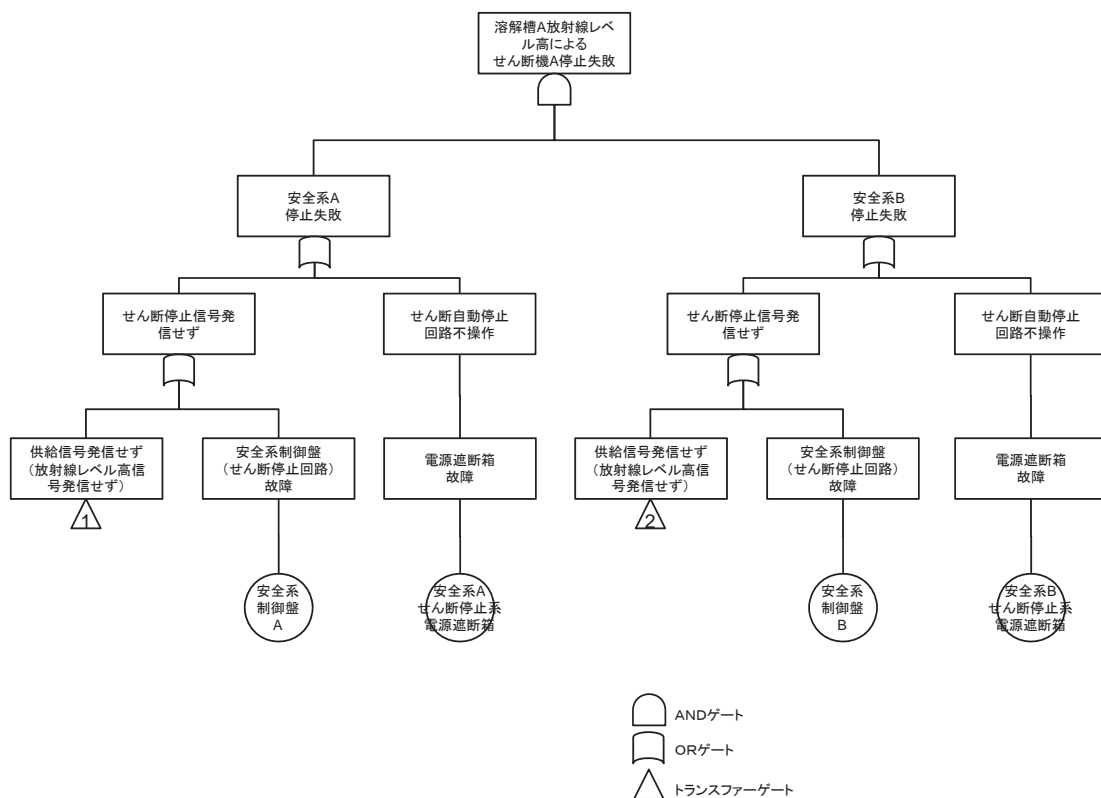 溶解槽A放射線レベ
ル高による
せん断機A停止失敗
安全系A
停止失敗
安全系B
停止失敗
せん断停止信号発
信せず
せん断自動停止
回路不操作
せん断停止信号発
信せず
せん断自動停止
回路不操作
供給信号発信せず
（放射線レベル高信
号発信せず）
安全系制御盤
（せん断停止回路）
故障
電源遮断箱
故障
供給信号発信せず
（放射線レベル高信
号発信せず）
安全系制御盤
（せん断停止回路）
故障
電源遮断箱
故障
1
2
安全系
制御盤
A
安全系A
せん断停止系
電源遮断箱
安全系
制御盤
B
安全系B
せん断停止系
電源遮断箱
ANDゲート
ORゲート
トランスファーゲート